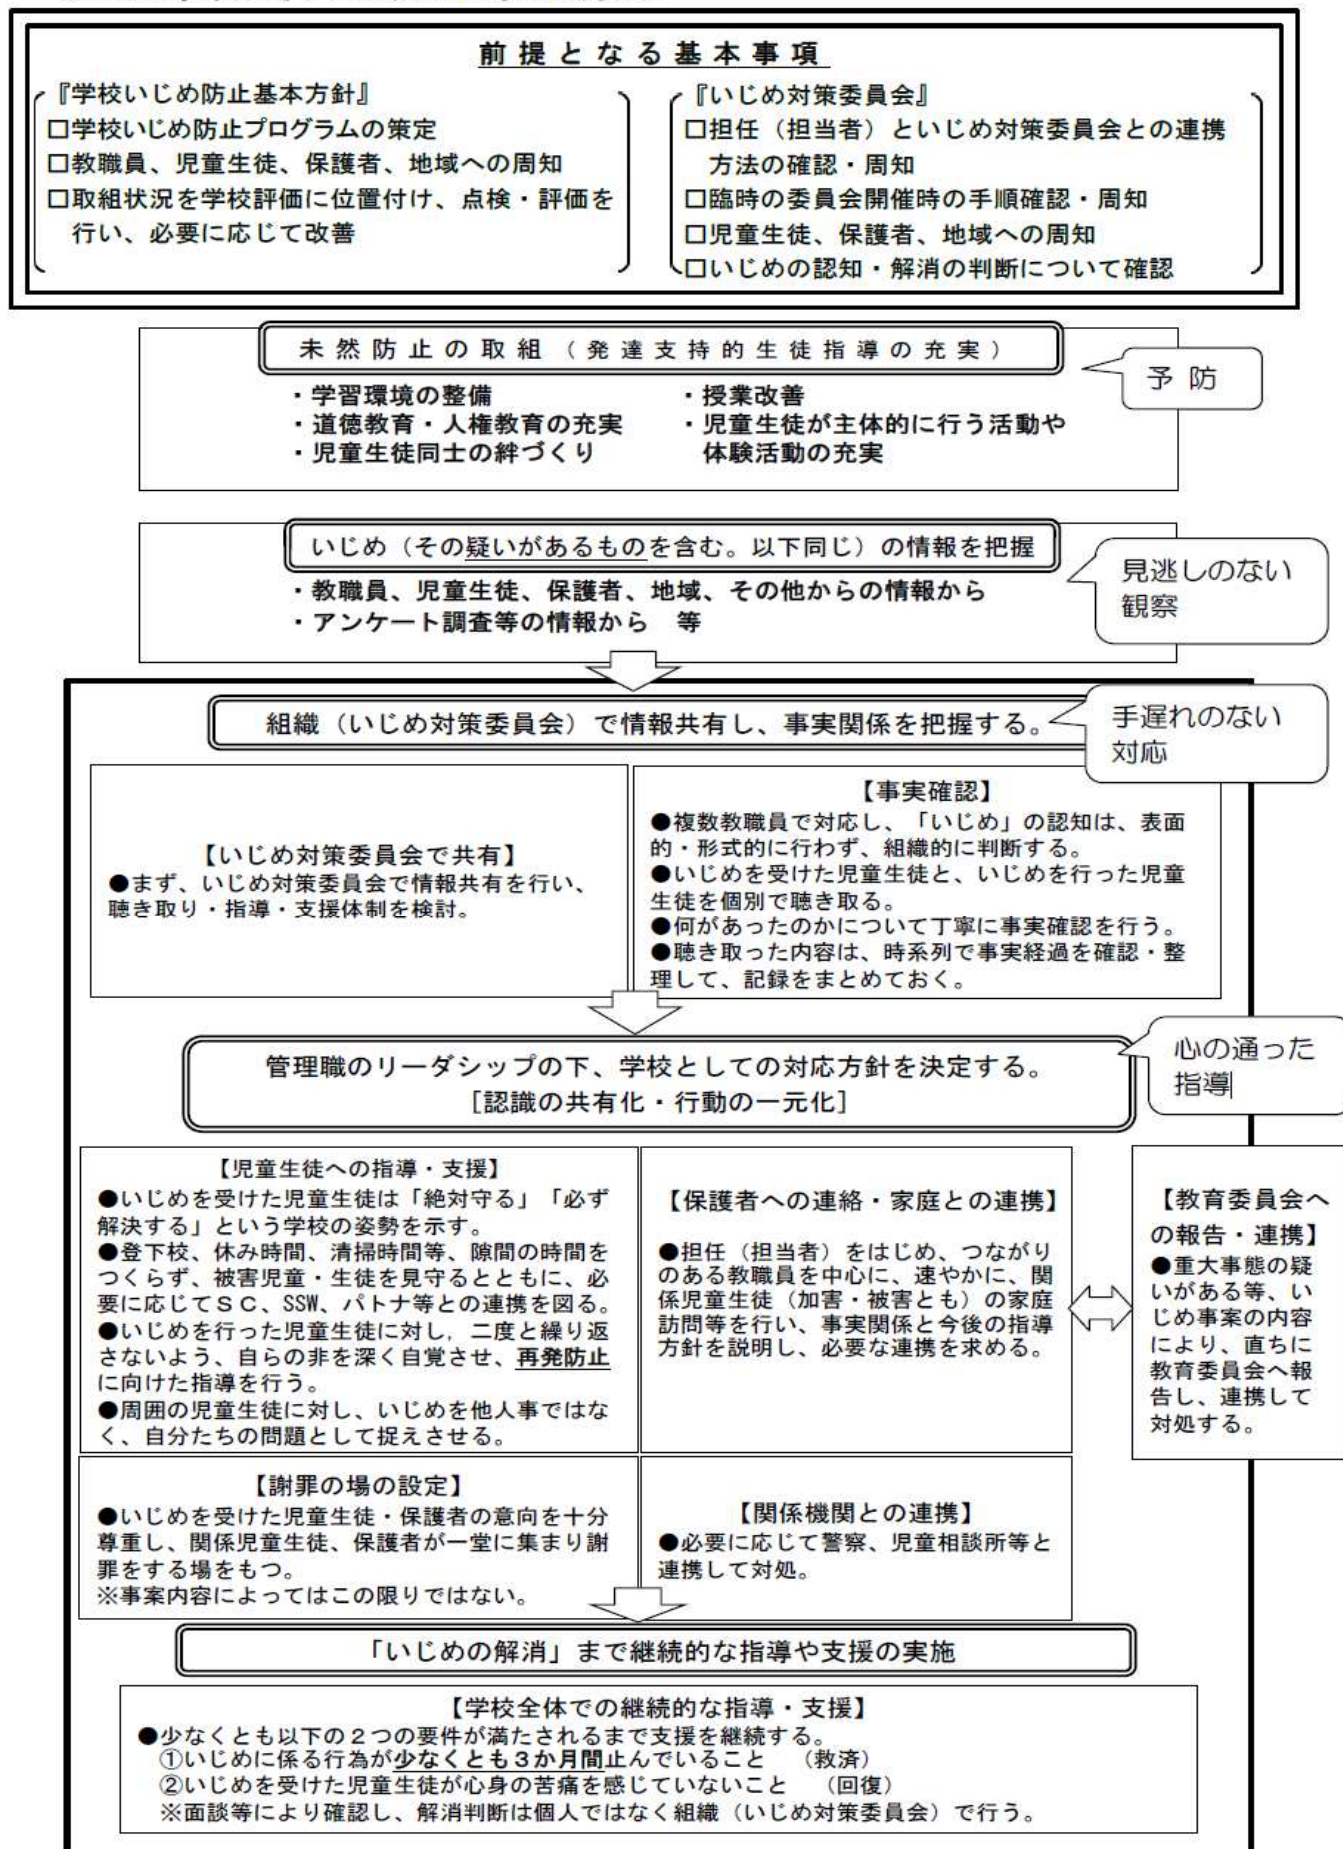 前提となる基本事項
『学校いじめ防止基本方針』
□学校いじめ防止プログラムの策定
□教職員、児童生徒、保護者、地域への周知
□取組状況を学校評価に位置付け、点検・評価を
行い、必要に応じて改善
『いじめ対策委員会』
□担任（担当者）といじめ対策委員会との連携
方法の確認・周知
□臨時の委員会開催時の手順確認・周知
□児童生徒、保護者、地域への周知
□いじめの認知・解消の判断について確認
未然防止の取組（発達支持的生徒指導の充実）
予防
・学習環境の整備
・道徳教育・人権教育の充実
・児童生徒同士の絆づくり
・授業改善
・児童生徒が主体的に行う活動や
体験活動の充実
いじめ（その疑いがあるものを含む。以下同じ）の情報を把握
見逃しのない
観察
・教職員、児童生徒、保護者、地域、その他からの情報から
・アンケート調査等の情報から　等
組織（いじめ対策委員会）で情報共有し、事実関係を把握する。
手遅れのない
対応
【いじめ対策委員会で共有】
●まず、いじめ対策委員会で情報共有を行い、
聴き取り・指導・支援体制を検討。
【事実確認】
●複数教職員で対応し、「いじめ」の認知は、表面
的・形式的に行わず、組織的に判断する。
●いじめを受けた児童生徒と、いじめを行った児童
生徒を個別で聴き取る。
●何があったのかについて丁寧に事実確認を行う。
●聴き取った内容は、時系列で事実経過を確認・整
理して、記録をまとめておく。
管理職のリーダシップの下、学校としての対応方針を決定する。
［認識の共有化・行動の一元化］
心の通った
指導
【児童生徒への指導・支援】
●いじめを受けた児童生徒は「絶対守る」「必ず
解決する」という学校の姿勢を示す。
●登下校、休み時間、清掃時間等、隙間の時間を
つくらず、被害児童・生徒を見守るとともに、必
要に応じてＳＣ、SSW、パトナ等との連携を図る。
●いじめを行った児童生徒に対し，二度と繰り返
さないよう、自らの非を深く自覚させ、再発防止
に向けた指導を行う。
●周囲の児童生徒に対し、いじめを他人事ではな
く、自分たちの問題として捉えさせる。
【保護者への連絡・家庭との連携】
●担任（担当者）をはじめ、つながり
のある教職員を中心に、速やかに、関
係児童生徒（加害・被害とも）の家庭
訪問等を行い、事実関係と今後の指導
方針を説明し、必要な連携を求める。
【教育委員会へ
の報告・連携】
●重大事態の疑
いがある等、い
じめ事案の内容
により、直ちに
教育委員会へ報
告し、連携して
対処する。
【謝罪の場の設定】
●いじめを受けた児童生徒・保護者の意向を十分
尊重し、関係児童生徒、保護者が一堂に集まり謝
罪をする場をもつ。
※事案内容によってはこの限りではない。
【関係機関との連携】
●必要に応じて警察、児童相談所等と
連携して対処。
「いじめの解消」まで継続的な指導や支援の実施
【学校全体での継続的な指導・支援】
●少なくとも以下の２つの要件が満たされるまで支援を継続する。
①いじめに係る行為が少なくとも３か月間止んでいること　（救済）
②いじめを受けた児童生徒が心身の苦痛を感じていないこと　（回復）
※面談等により確認し、解消判断は個人ではなく組織（いじめ対策委員会）で行う。